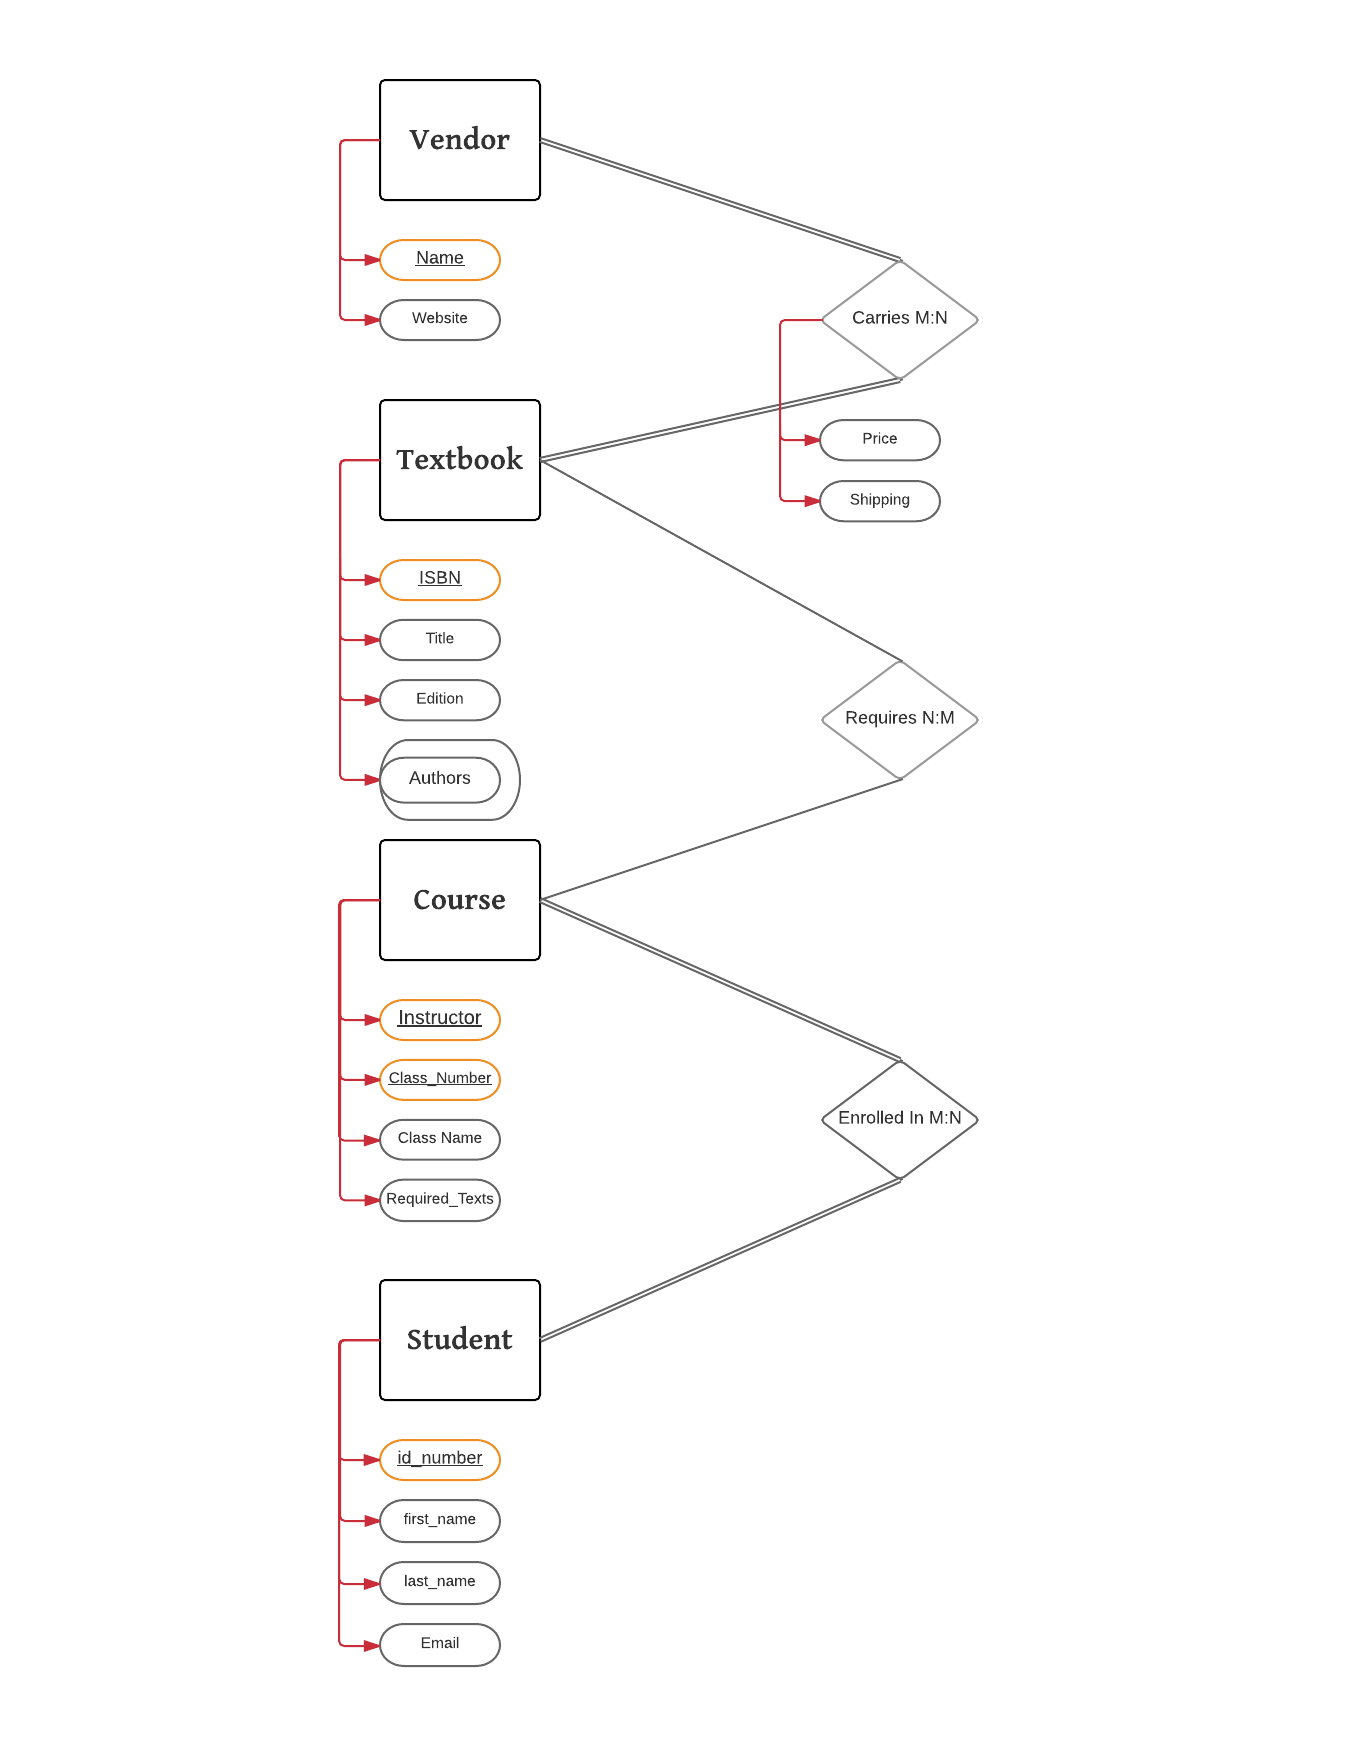 Vendor
Name
Website
Carries M:N
Price
Shipping
Textbook
ISBN
Title
Edition
Authors
Requires N:M
Course
Instructor
Class_Number
Class Name
Required_Texts
Enrolled In M:N
Student
id_number
first_name
last_name
Email